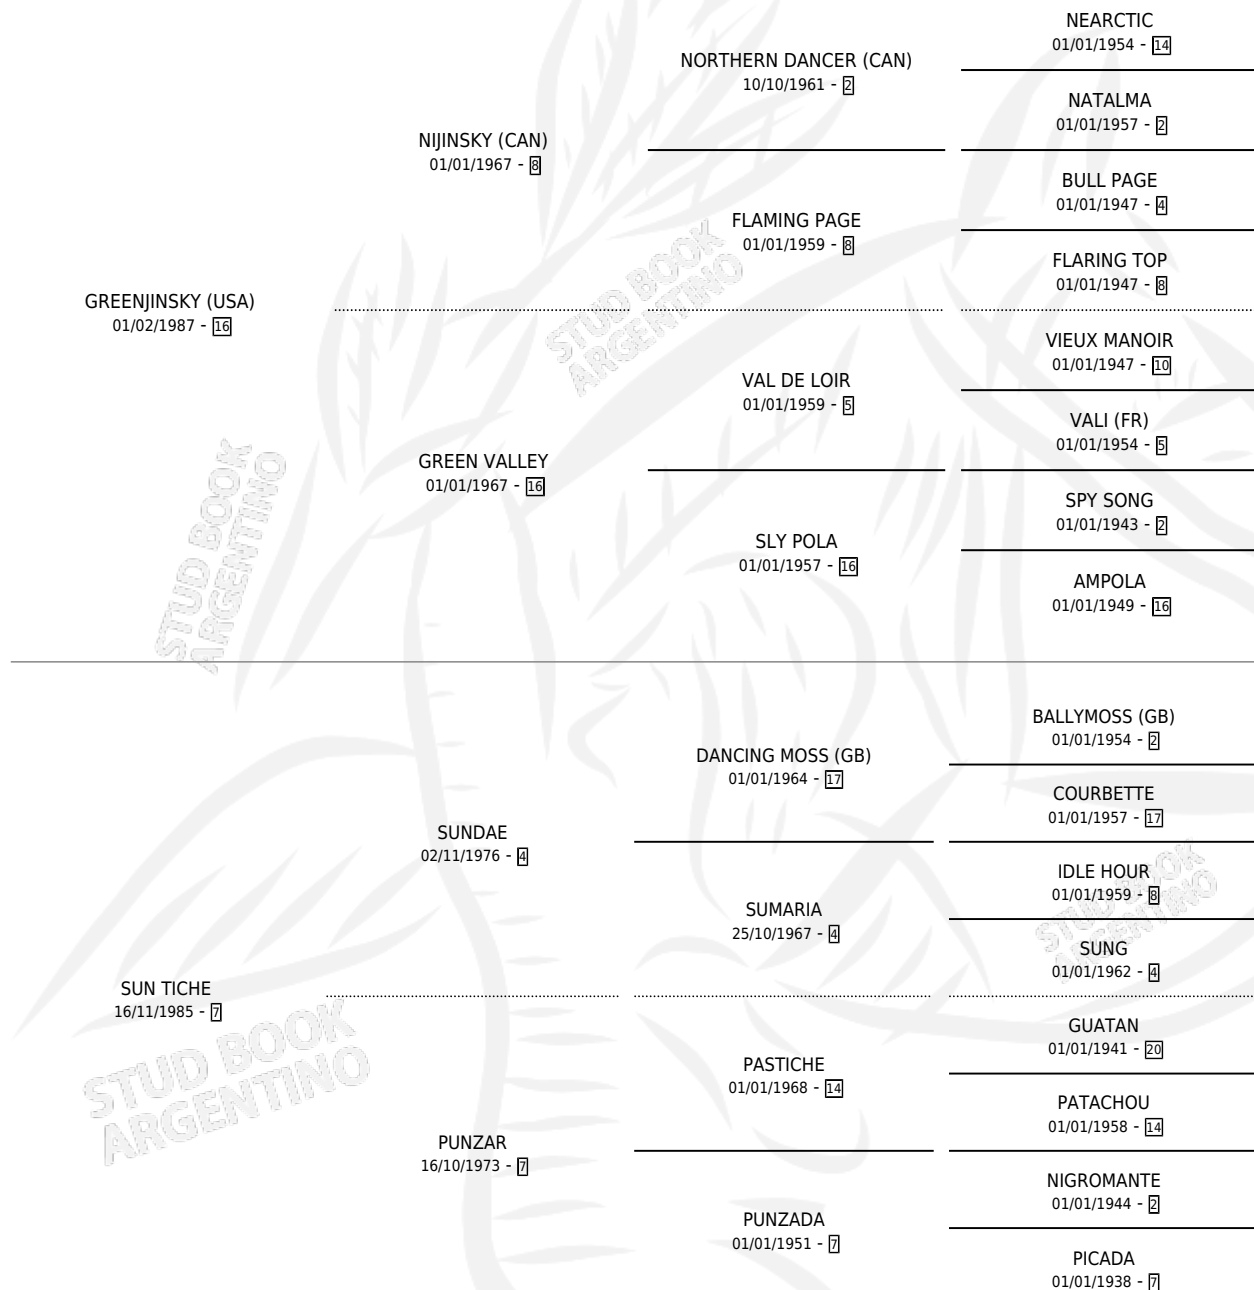 NEARCTIC
01/01/1954 - 14
NORTHERN DANCER (CAN)
10/10/1961 - 2
NATALMA
01/01/1957 - 2
NIJINSKY (CAN)
01/01/1967 - 8
BULL PAGE
01/01/1947 - 4
FLAMING PAGE
01/01/1959 - 8
FLARING TOP
01/01/1947 - 8
GREENJINSKY (USA)
01/02/1987 - 16
STUD BOOK
ARGENTINO
VIEUX MANOIR
01/01/1947 - 10
VAL DE LOIR
01/01/1959 - 5
VALI (FR)
01/01/1954 - 5
GREEN VALLEY
01/01/1967 - 16
SPY SONG
01/01/1943 - 2
SLY POLA
01/01/1957 - 16
AMPOLA
01/01/1949 - 16
STUD BOOK
ARGENTINO
BALLYMOSS (GB)
01/01/1954 - 2
DANCING MOSS (GB)
01/01/1964 - 17
COURBETTE
01/01/1957 - 17
SUNDAE
02/11/1976 - 4
IDLE HOUR
01/01/1959 - 8
SUMARIA
25/10/1967 - 4
STUD BOOK
ARGENTINO
SUNG
01/01/1962 - 4
SUN TICHE
16/11/1985 - 7
STUD BOOK
ARGENTINO
GUATAN
01/01/1941 - 20
PASTICHE
01/01/1968 - 14
PATACHOU
01/01/1958 - 14
PUNZAR
16/10/1973 - 7
NIGROMANTE
01/01/1944 - 2
PUNZADA
01/01/1951 - 7
PICADA
01/01/1938 - 7